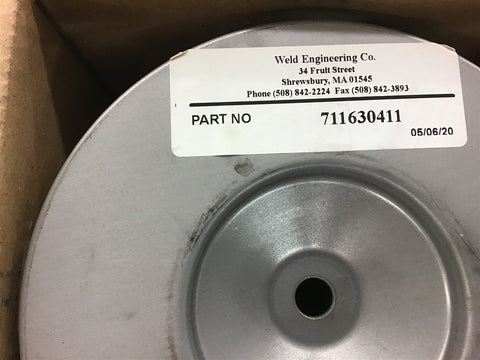 Weld Engineering Co.
34 Fruit Street
Shrewsbury, MA 01545
Phone (508) 842-2224 Fax (508) 842-3893
PART NO 711630411
05/06/20